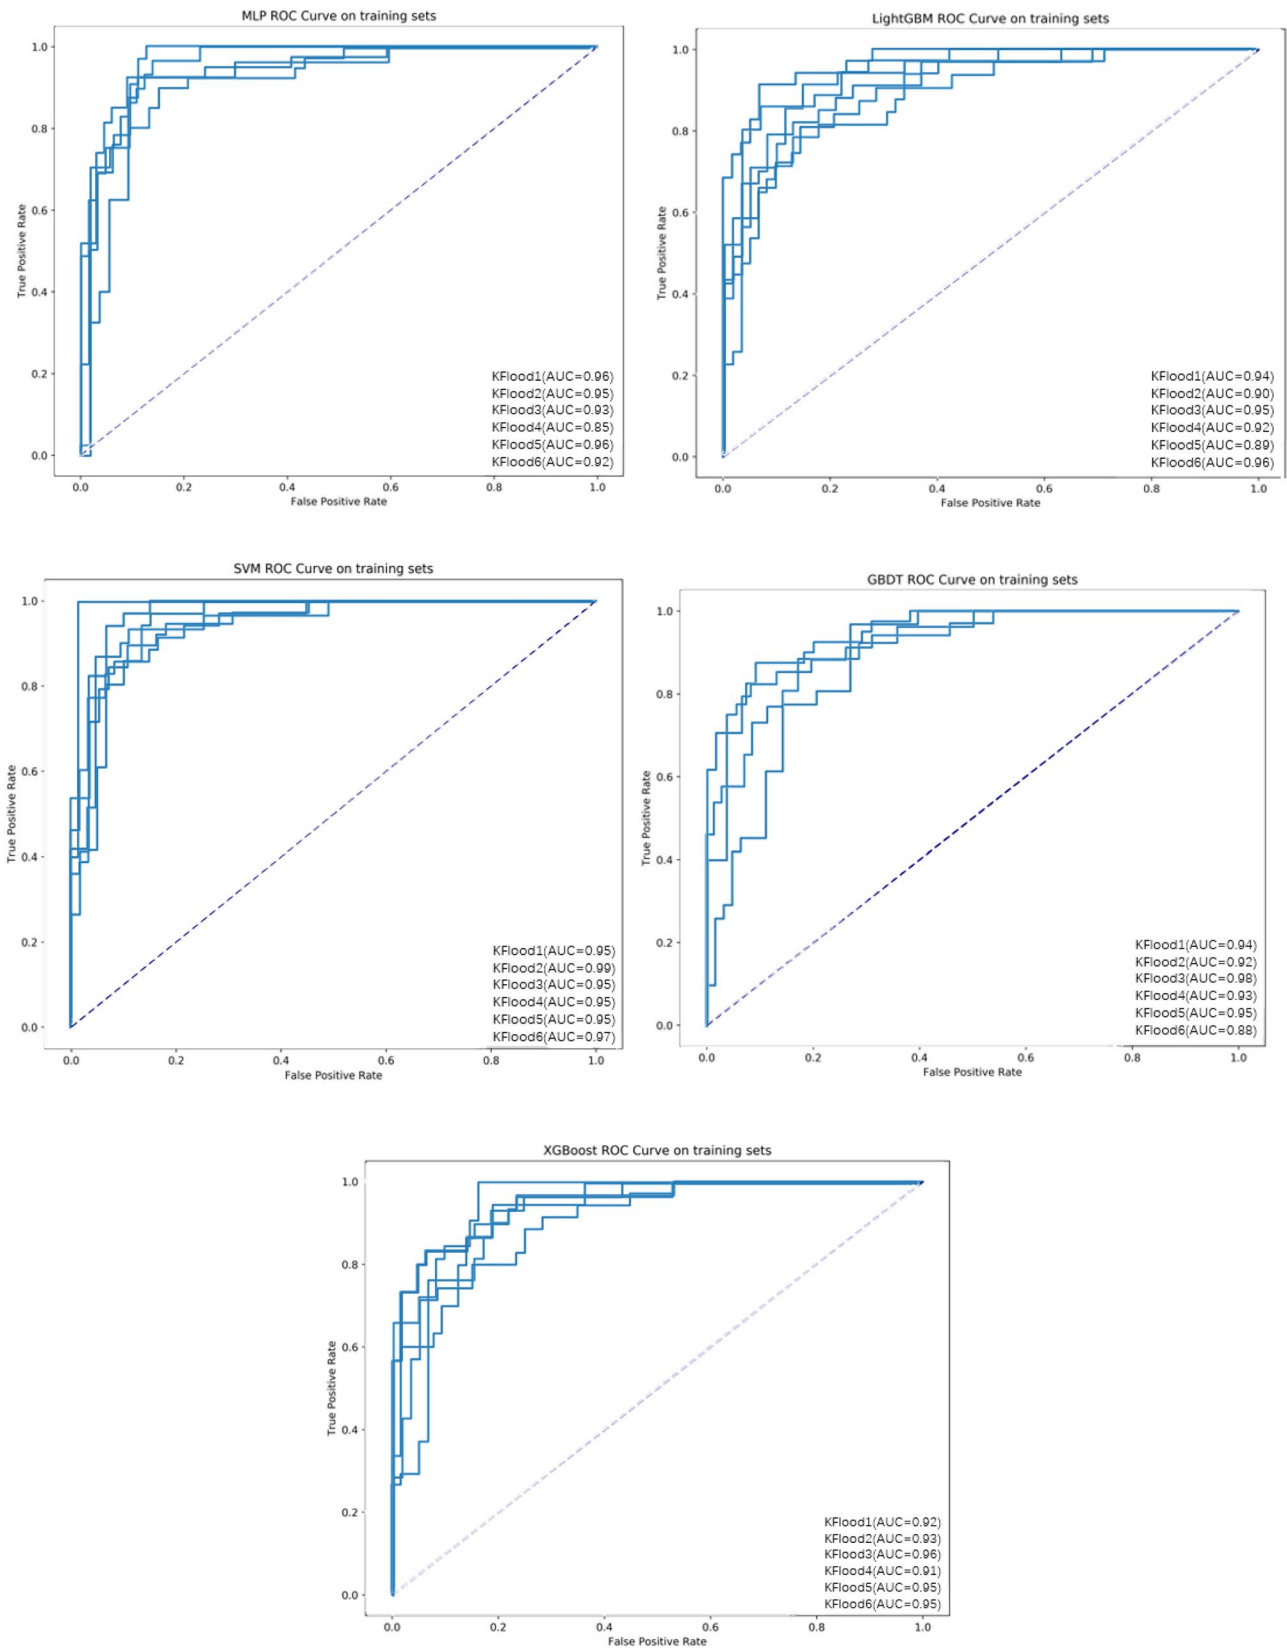 MLP ROC Curve on training sets
1.0
0.8
0.6
0.4
0.2
0.0
True Positive Rate
KFlood1(AUC=0.96)
KFlood2(AUC=0.95)
KFlood3(AUC=0.93)
KFlood4(AUC=0.85)
KFlood5(AUC=0.96)
KFlood6(AUC=0.92)
0.0 0.2 0.4 0.6 0.8 1.0
False Positive Rate
LightGBM ROC Curve on training sets
1.0
0.8
0.6
0.4
0.2
0.0
True Positive Rate
KFlood1(AUC=0.94)
KFlood2(AUC=0.90)
KFlood3(AUC=0.95)
KFlood4(AUC=0.92)
KFlood5(AUC=0.89)
KFlood6(AUC=0.96)
0.0 0.2 0.4 0.6 0.8 1.0
False Positive Rate
SVM ROC Curve on training sets
1.0
0.8
0.6
0.4
0.2
0.0
True Positive Rate
KFlood1(AUC=0.95)
KFlood2(AUC=0.99)
KFlood3(AUC=0.95)
KFlood4(AUC=0.95)
KFlood5(AUC=0.95)
KFlood6(AUC=0.97)
0.0 0.2 0.4 0.6 0.8 1.0
False Positive Rate
GBDT ROC Curve on training sets
1.0
0.8
0.6
0.4
0.2
0.0
True Positive Rate
KFlood1(AUC=0.94)
KFlood2(AUC=0.92)
KFlood3(AUC=0.98)
KFlood4(AUC=0.93)
KFlood5(AUC=0.95)
KFlood6(AUC=0.88)
0.0 0.2 0.4 0.6 0.8 1.0
False Positive Rate
XGBoost ROC Curve on training sets
1.0
0.8
0.6
0.4
0.2
0.0
True Positive Rate
KFlood1(AUC=0.92)
KFlood2(AUC=0.93)
KFlood3(AUC=0.96)
KFlood4(AUC=0.91)
KFlood5(AUC=0.95)
KFlood6(AUC=0.95)
0.0 0.2 0.4 0.6 0.8 1.0
False Positive Rate